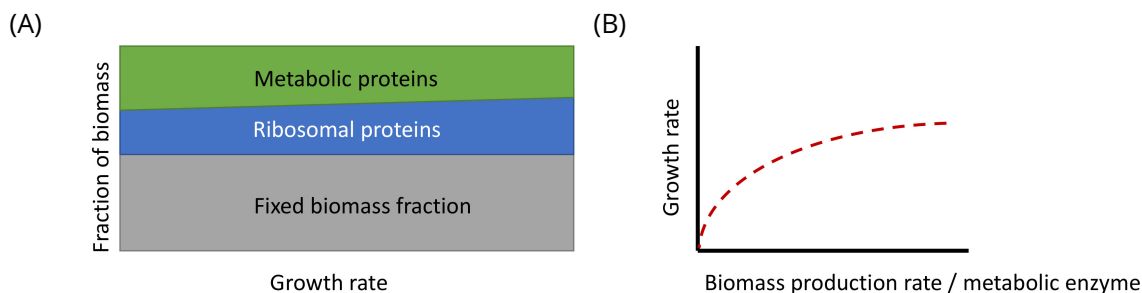 (A)
Fraction of biomass
Metabolic proteins
Ribosomal proteins
Fixed biomass fraction
Growth rate
(B)
Growth rate
Biomass production rate / metabolic enzyme